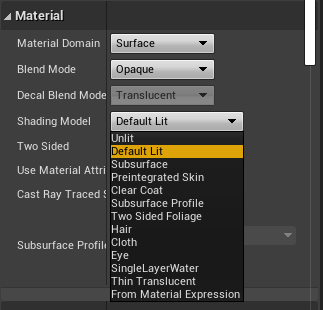 Material
Material Domain Surface
Blend Mode Opaque
Decal Blend Mode Translucent
Shading Model Default Lit
Two Sided
Use Material Attri
Cast Ray Traced S
Subsurface Profile
Unlit
Default Lit
Subsurface
Preintegrated Skin
Clear Coat
Subsurface Profile
Two Sided Foliage
Hair
Cloth
Eye
SingleLayerWater
Thin Translucent
From Material Expression